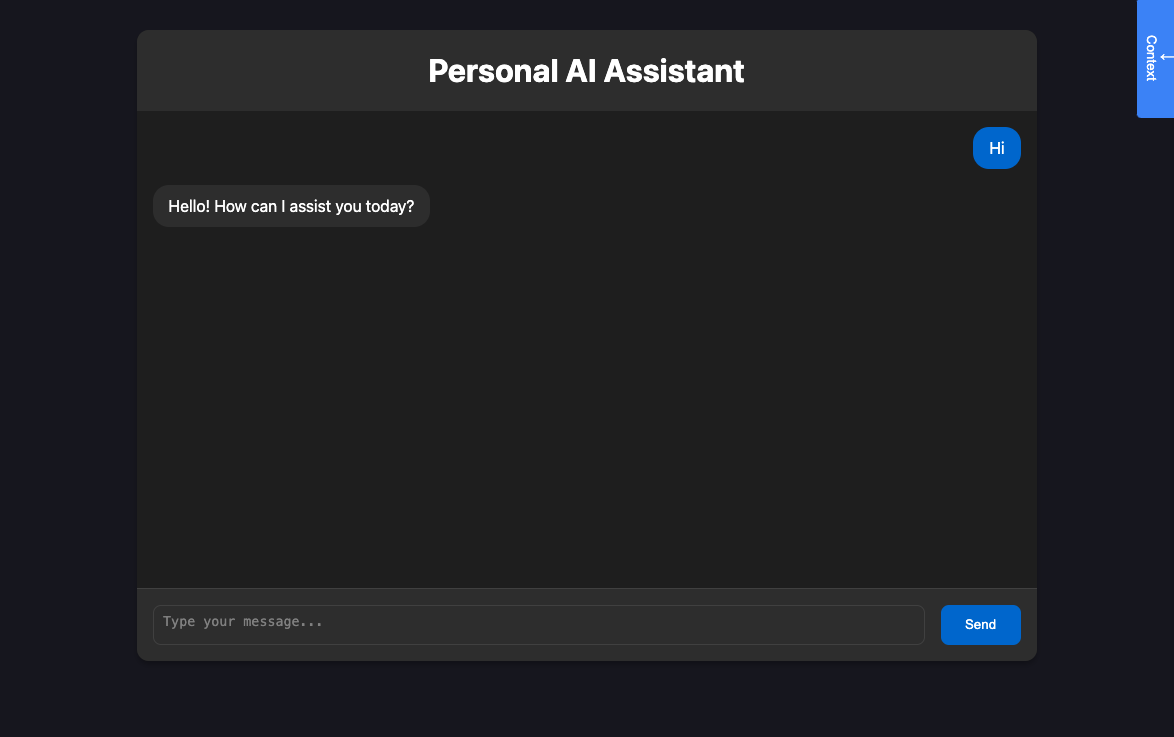 Personal AI Assistant
Context
←
Hi
Hello! How can I assist you today?
Type your message...
Send